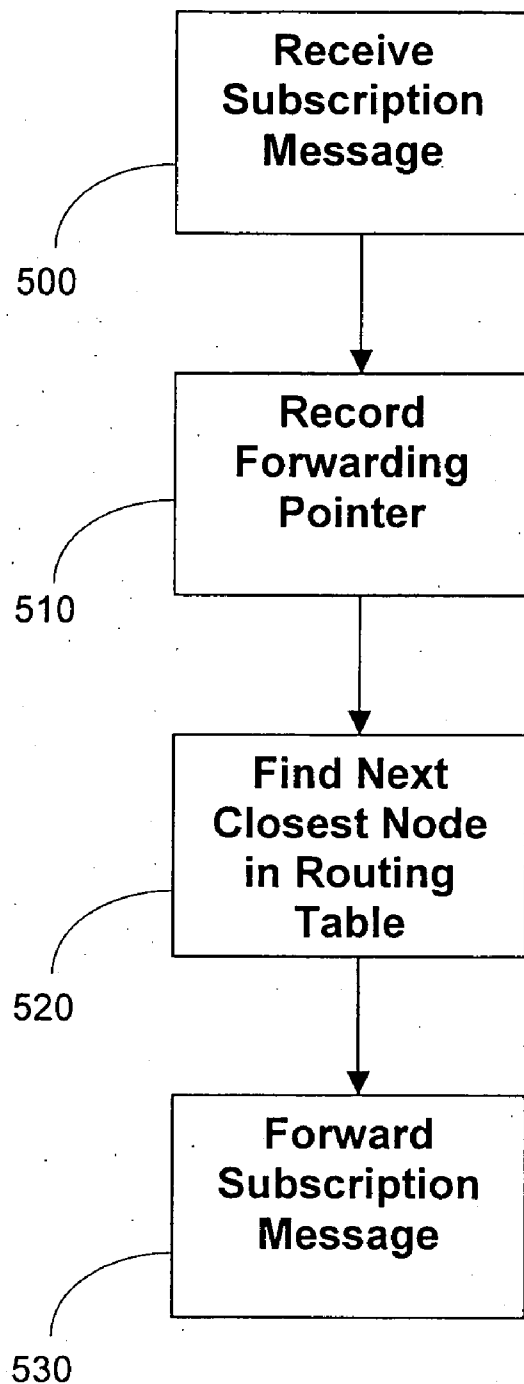 Receive
Subscription
Message
500
Record
Forwarding
Pointer
510
Find Next
Closest Node
in Routing
Table
520
Forward
Subscription
Message
530